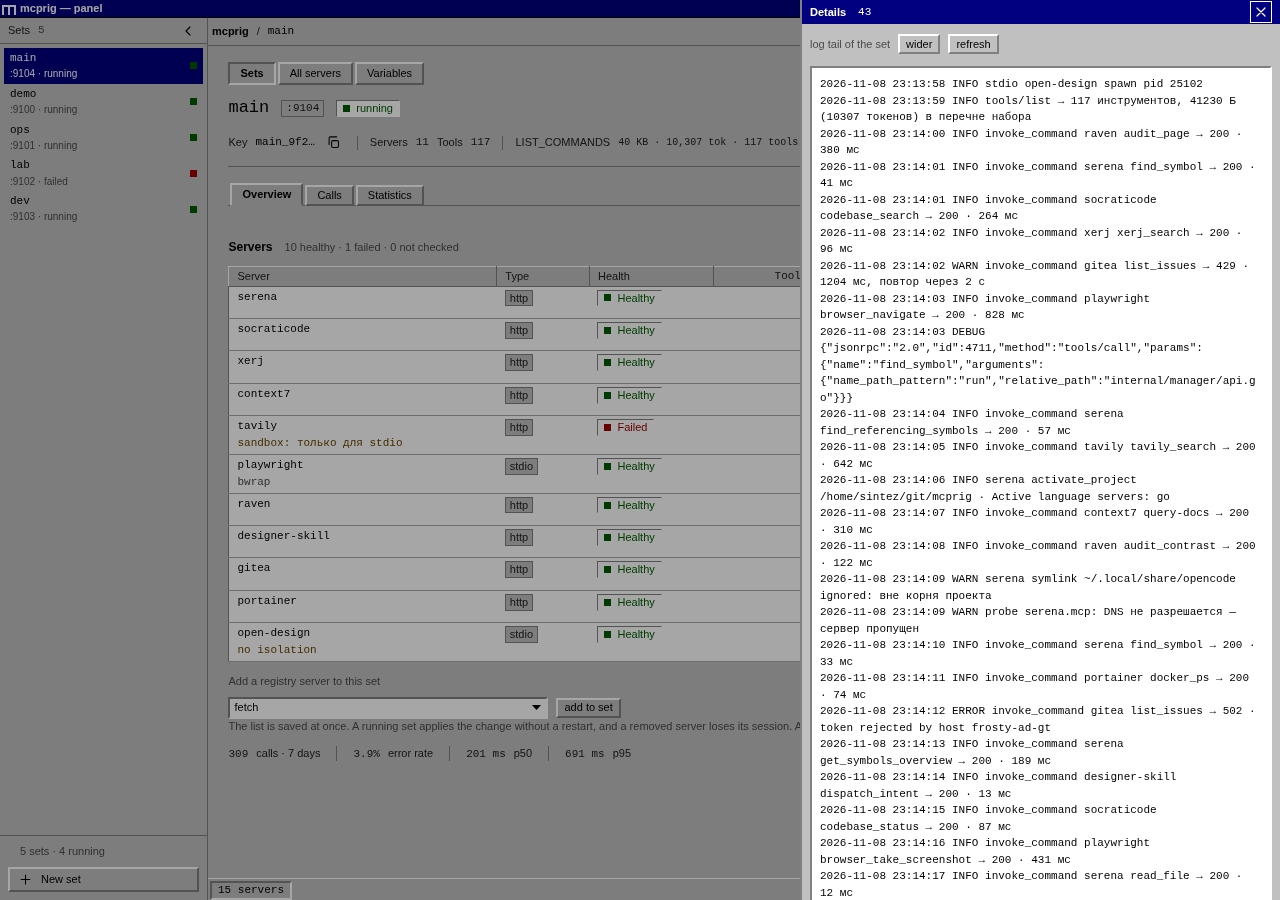 mcprig — panel
Sets 5
main
:9104 · running
demo
:9100 · running
ops
:9101 · running
lab
:9102 · failed
dev
:9103 · running
5 sets · 4 running
New set
mcprig / main
Sets
All servers
Variables
main :9104 running
Key main_9f2… Servers 11 Tools 117 LIST_COMMANDS 40 KB · 10,307 tok · 117 tools
Overview
Calls
Statistics
Servers 10 healthy · 1 failed · 0 not checked
Server Type Health Tool
serena http Healthy
socraticode http Healthy
xerj http Healthy
context7 http Healthy
tavily http Failed
sandbox: только для stdio
playwright stdio Healthy
bwrap
raven http Healthy
designer-skill http Healthy
gitea http Healthy
portainer http Healthy
open-design stdio Healthy
no isolation
Add a registry server to this set
fetch add to set
The list is saved at once. A running set applies the change without a restart, and a removed server loses its session. A
309 calls · 7 days 3.9% error rate 201 ms p50 691 ms p95
15 servers
Details 43
log tail of the set wider refresh
2026-11-08 23:13:58 INFO stdio open-design spawn pid 25102
2026-11-08 23:13:59 INFO tools/list → 117 инструментов, 41230 Б
(10307 токенов) в перечне набора
2026-11-08 23:14:00 INFO invoke_command raven audit_page → 200 ·
380 мс
2026-11-08 23:14:01 INFO invoke_command serena find_symbol → 200 ·
41 мс
2026-11-08 23:14:01 INFO invoke_command socraticode
codebase_search → 200 · 264 мс
2026-11-08 23:14:02 INFO invoke_command xerj xerj_search → 200 ·
96 мс
2026-11-08 23:14:02 WARN invoke_command gitea list_issues → 429 ·
1204 мс, повтор через 2 с
2026-11-08 23:14:03 INFO invoke_command playwright
browser_navigate → 200 · 828 мс
2026-11-08 23:14:03 DEBUG
{"jsonrpc":"2.0","id":4711,"method":"tools/call","params":
{"name":"find_symbol","arguments":
{"name_path_pattern":"run","relative_path":"internal/manager/api.g
o"}}}
2026-11-08 23:14:04 INFO invoke_command serena
find_referencing_symbols → 200 · 57 мс
2026-11-08 23:14:05 INFO invoke_command tavily tavily_search → 200
· 642 мс
2026-11-08 23:14:06 INFO serena activate_project
/home/sintez/git/mcprig · Active language servers: go
2026-11-08 23:14:07 INFO invoke_command context7 query-docs → 200
· 310 мс
2026-11-08 23:14:08 INFO invoke_command raven audit_contrast → 200
· 122 мс
2026-11-08 23:14:09 WARN serena symlink ~/.local/share/opencode
ignored: вне корня проекта
2026-11-08 23:14:09 WARN probe serena.mcp: DNS не разрешается —
сервер пропущен
2026-11-08 23:14:10 INFO invoke_command serena find_symbol → 200 ·
33 мс
2026-11-08 23:14:11 INFO invoke_command portainer docker_ps → 200
· 74 мс
2026-11-08 23:14:12 ERROR invoke_command gitea list_issues → 502 ·
token rejected by host frosty-ad-gt
2026-11-08 23:14:13 INFO invoke_command serena
get_symbols_overview → 200 · 189 мс
2026-11-08 23:14:14 INFO invoke_command designer-skill
dispatch_intent → 200 · 13 мс
2026-11-08 23:14:15 INFO invoke_command socraticode
codebase_status → 200 · 87 мс
2026-11-08 23:14:16 INFO invoke_command playwright
browser_take_screenshot → 200 · 431 мс
2026-11-08 23:14:17 INFO invoke_command serena read_file → 200 ·
12 мс